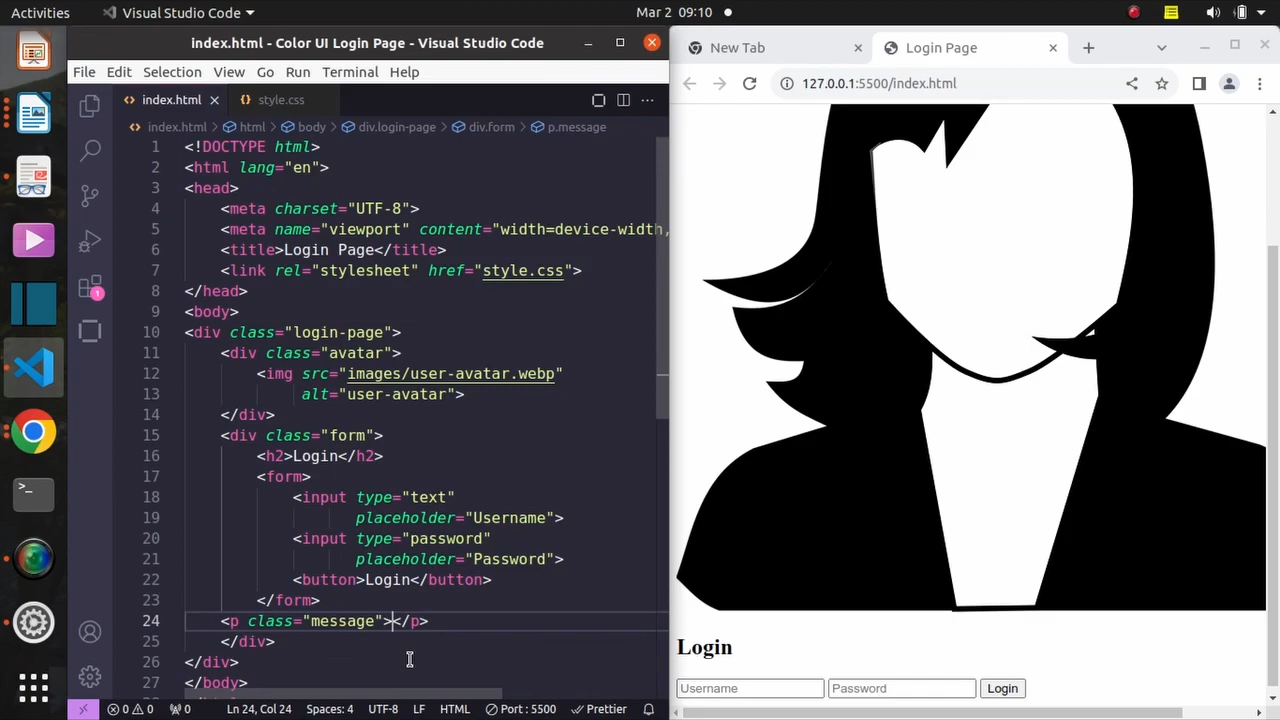 Activities
Visual Studio Code
Mar 2 09:10
index.html - Color UI Login Page - Visual Studio Code
File Edit Selection View Go Run Terminal Help
index.html
style.css
index.html > html > body > div.login-page > div.form > p.message
1 <!DOCTYPE html>
2 <html lang="en">
3 <head>
4 <meta charset="UTF-8">
5 <meta name="viewport" content="width=device-width,
6 <title>Login Page</title>
7 <link rel="stylesheet" href="style.css">
8 </head>
9 <body>
10 <div class="login-page">
11 <div class="avatar">
12 <img src="images/user-avatar.webp"
13 alt="user-avatar">
14 </div>
15 <div class="form">
16 <h2>Login</h2>
17 <form>
18 <input type="text"
19 placeholder="Username">
20 <input type="password"
21 placeholder="Password">
22 <button>Login</button>
23 </form>
24 <p class="message"></p>
25 </div>
26 </div>
27 </body>
1
0 0 0 Ln 24, Col 24 Spaces: 4 UTF-8 LF HTML Port : 5500 Prettier
New Tab
Login Page
127.0.0.1:5500/index.html
Login
Username Password Login